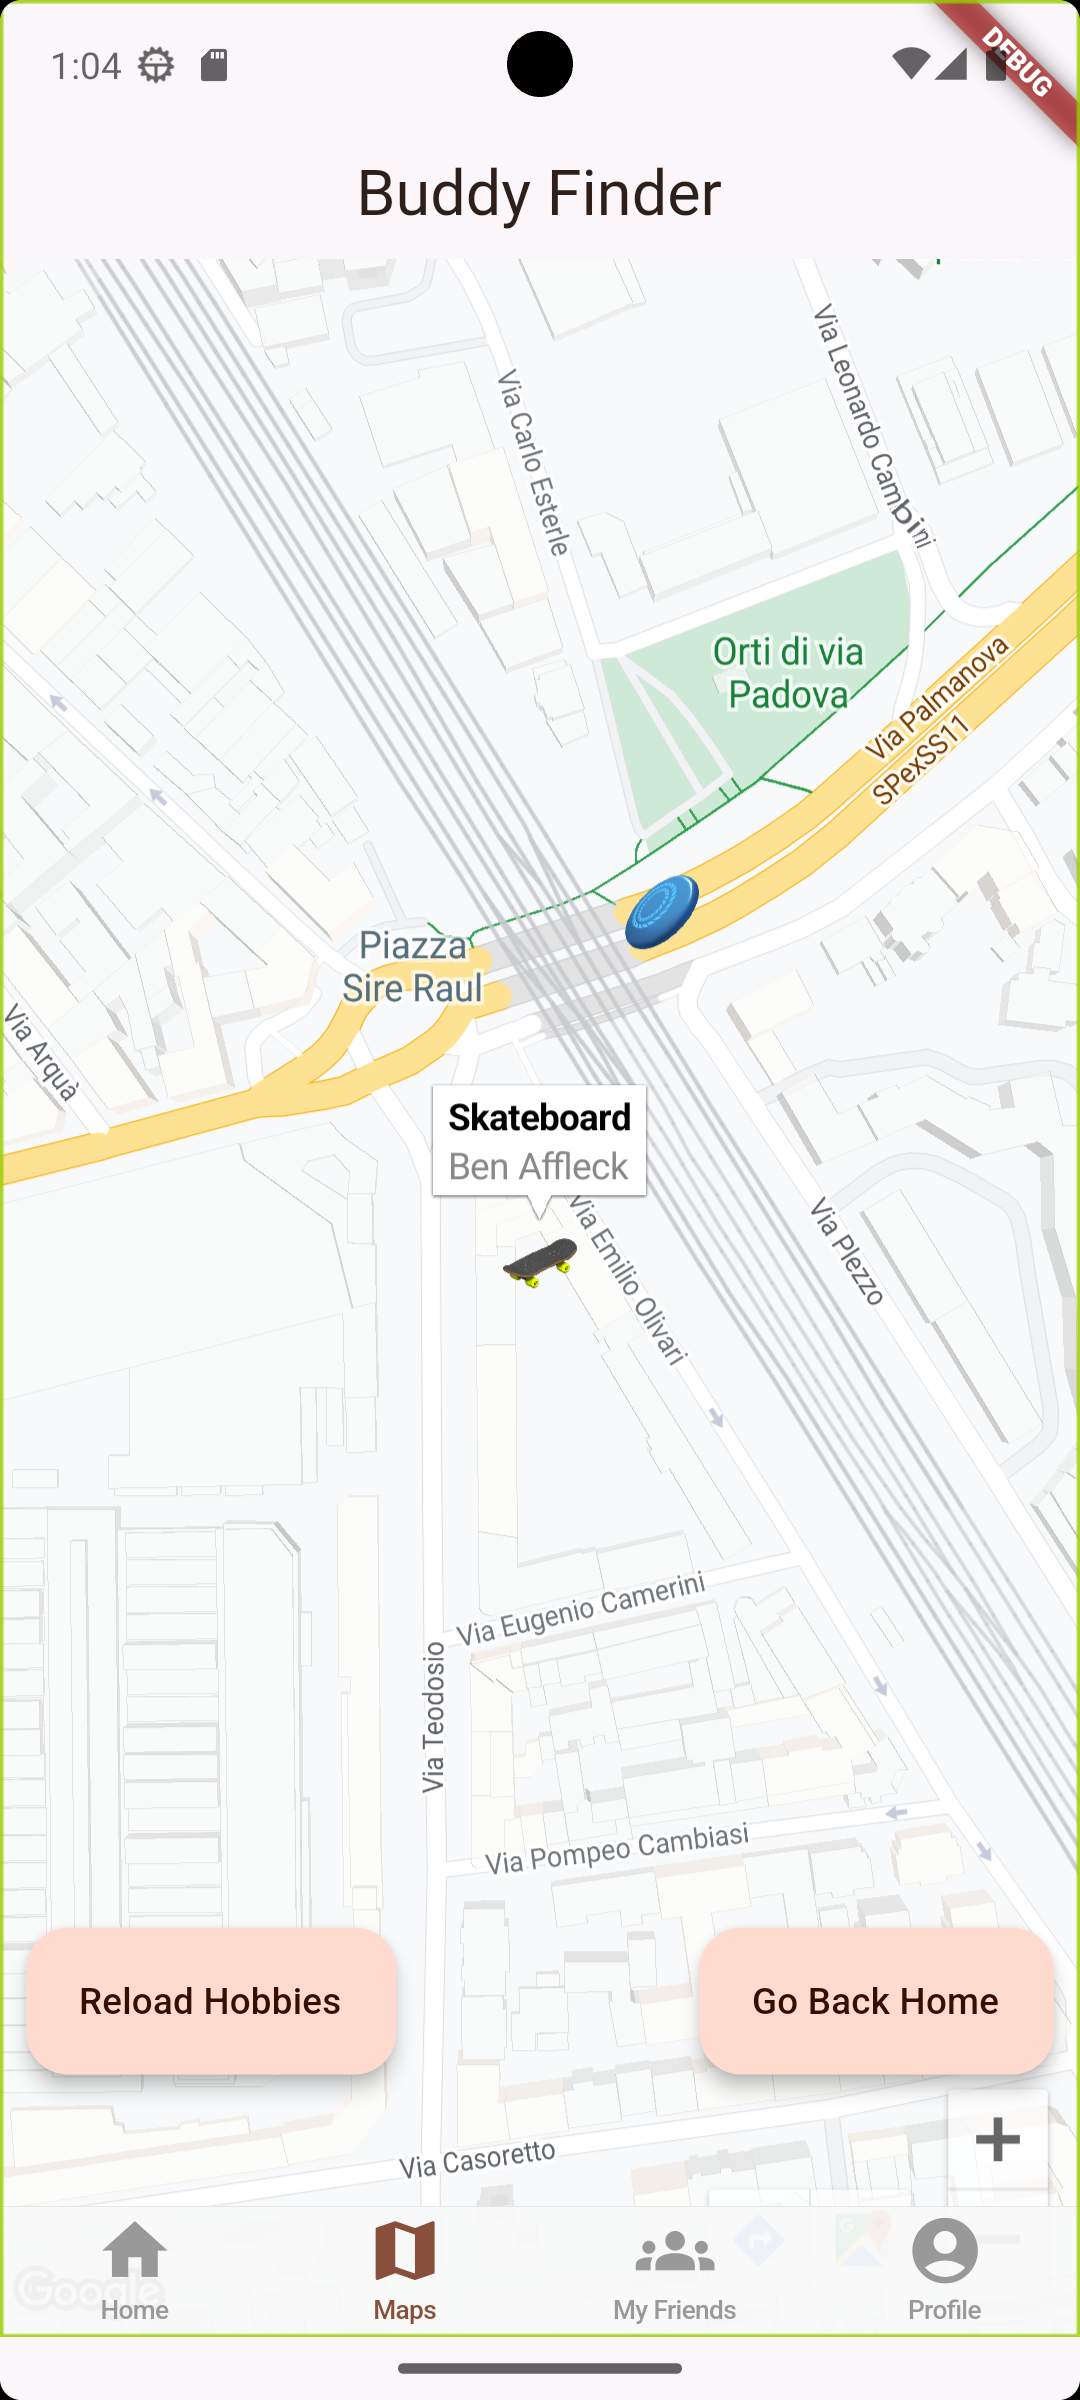 1:04
DEBUG
Buddy Finder
Via Carlo Esterle
Via Leonardo Cambini
Orti di via
Padova
Via Palmanova
SPexSS11
Piazza
Sire Raul
Via Arquà
Skateboard
Ben Affleck
Via Emilio Olivari
Via Plezzo
Via Eugenio Camerini
Via Teodosio
Via Pompeo Cambiasi
Reload Hobbies
Go Back Home
Via Casoretto
Google
Home
Maps
My Friends
Profile